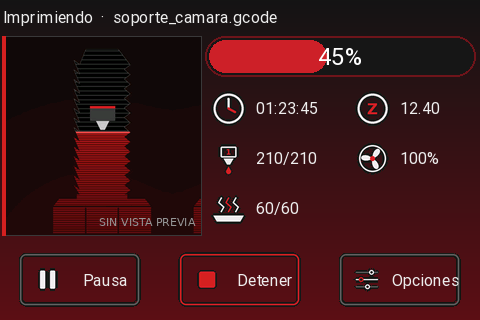 Imprimiendo · soporte_camara.gcode
45%
01:23:45
Z
12.40
1
210/210
100%
60/60
SIN VISTA PREVIA
Pausa
Detener
Opciones